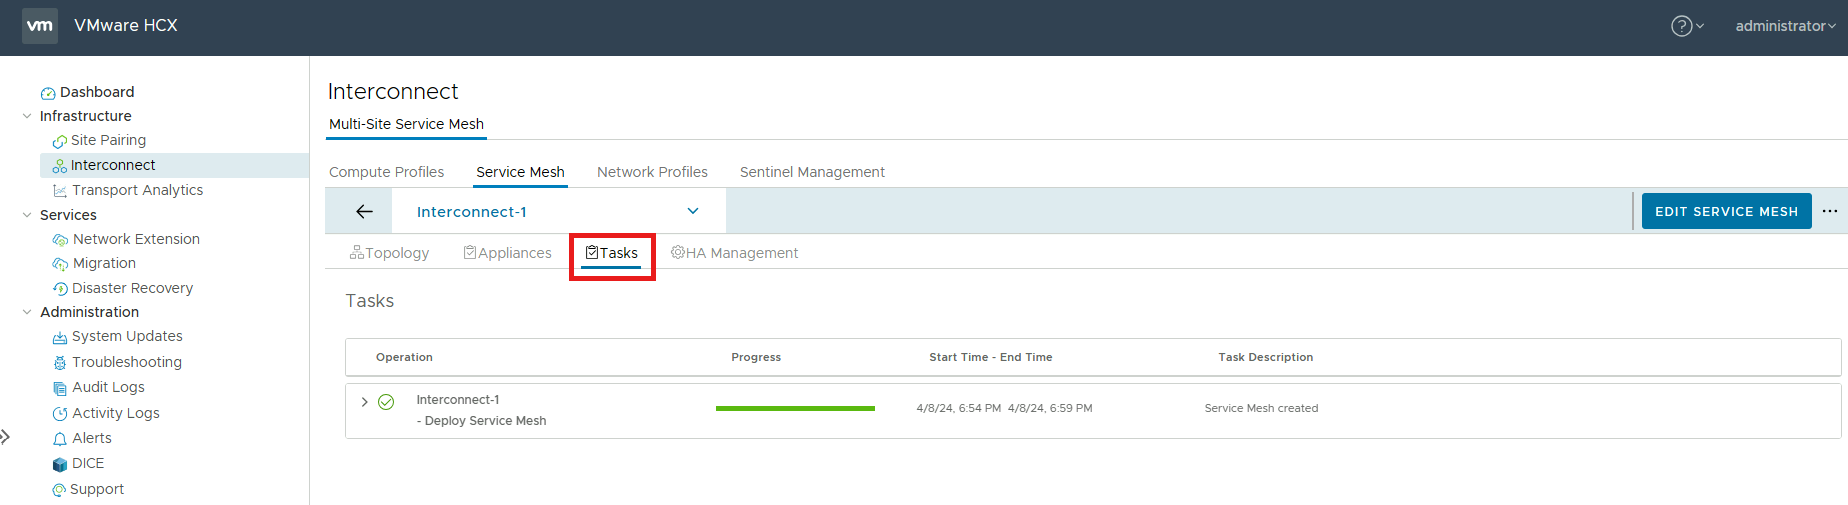 vm VMware HCX
administrator
Dashboard
Infrastructure
Site Pairing
Interconnect
Transport Analytics
Services
Network Extension
Migration
Disaster Recovery
Administration
System Updates
Troubleshooting
Audit Logs
Activity Logs
Alerts
DICE
Support
Interconnect
Multi-Site Service Mesh
Compute Profiles Service Mesh Network Profiles Sentinel Management
Interconnect-1 EDIT SERVICE MESH ...
Topology Appliances Tasks HA Management
Tasks
Operation Progress Start Time - End Time Task Description
Interconnect-1
- Deploy Service Mesh
4/8/24, 6:54 PM 4/8/24, 6:59 PM Service Mesh created